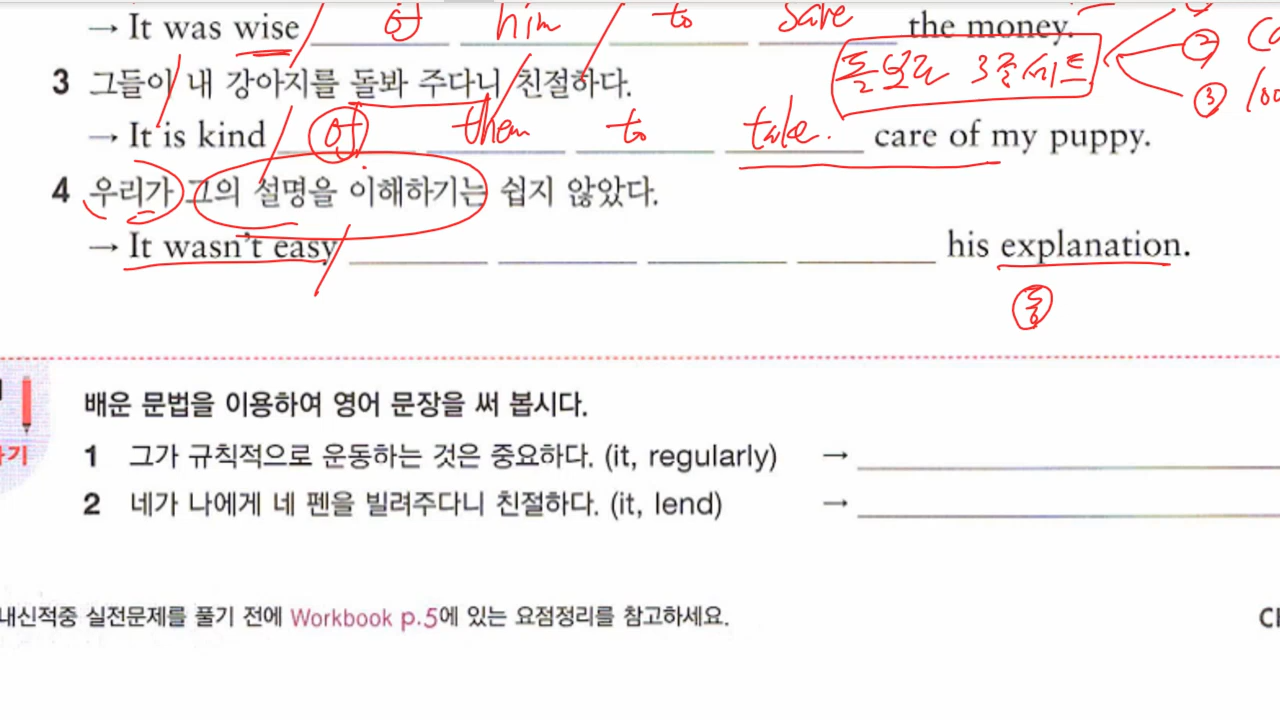 → It was wise of him to save the money.
3 그들이 내 강아지를 돌봐 주다니 친절하다.
돌보다 3종세트
②
③
→ It is kind of them to take care of my puppy.
4 우리가 그의 설명을 이해하기는 쉽지 않았다.
→ It wasn't easy his explanation.
배운 문법을 이용하여 영어 문장을 써 봅시다.
1 그가 규칙적으로 운동하는 것은 중요하다. (it, regularly) →
2 네가 나에게 네 펜을 빌려주다니 친절하다. (it, lend) →
내신적중 실전문제를 풀기 전에 Workbook p.5에 있는 요점정리를 참고하세요.